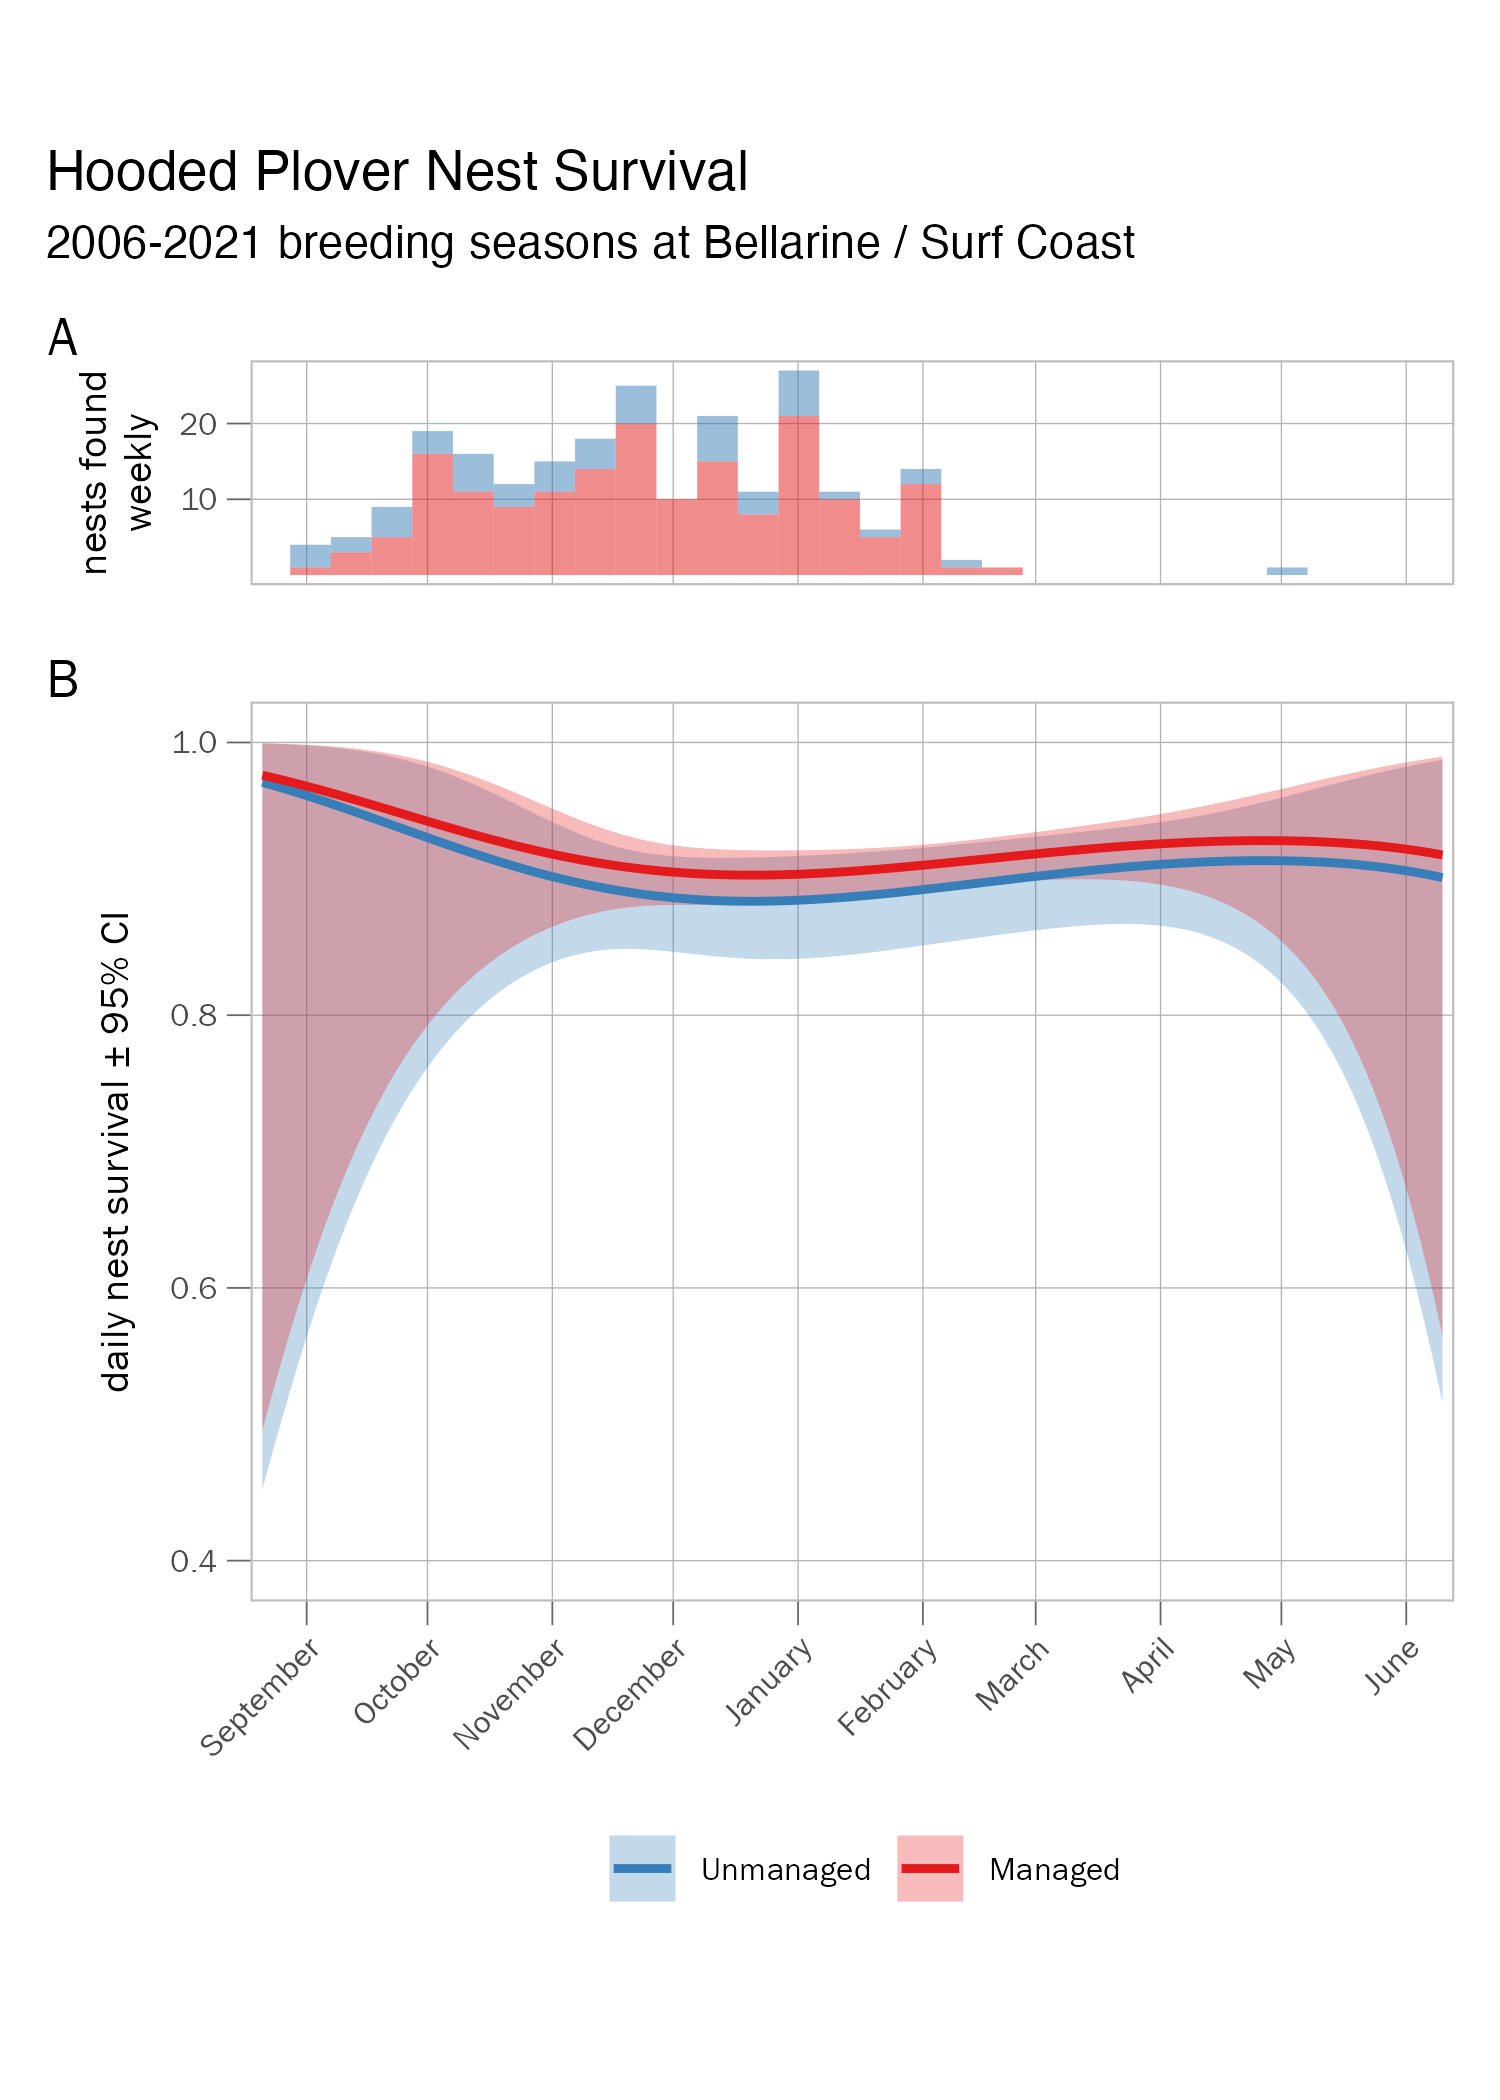 Hooded Plover Nest Survival
2006-2021 breeding seasons at Bellarine / Surf Coast
A
nests found
weekly
20
10
B
daily nest survival ± 95% CI
1.0
0.8
0.6
0.4
September
October
November
December
January
February
March
April
May
June
Unmanaged
Managed